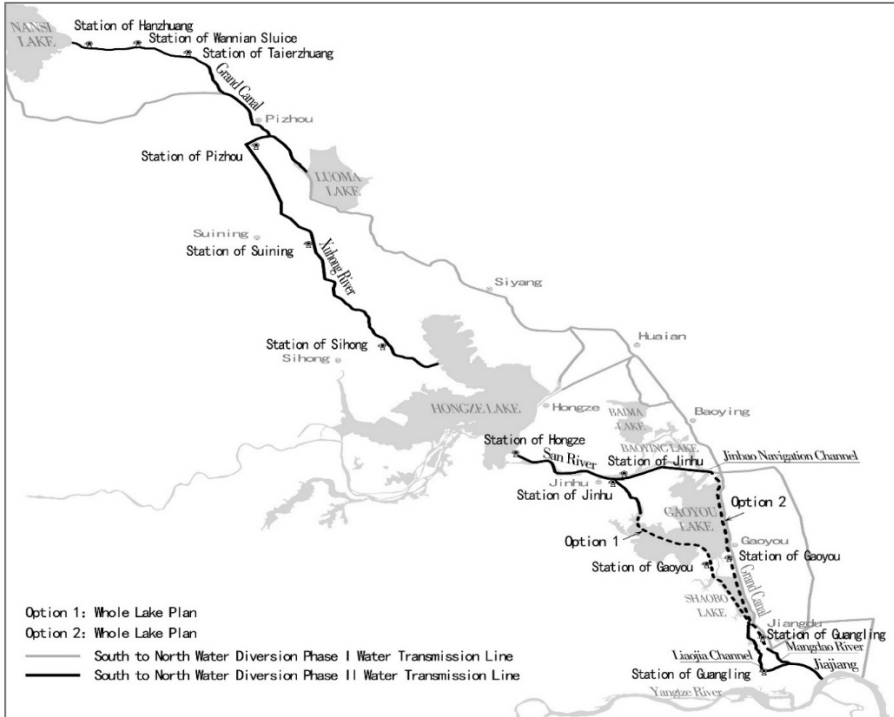 NANSI
LAKE
Station of Hanzhuang
Station of Wannian Sluice
Station of Taierzhuang
Grand Canal
Pizhou
Station of Pizhou
LUOMA
LAKE
Suining
Station of Suining
Xuhong River
Siyang
Huaian
Station of Sihong
Sihong
HONGZE LAKE
Hongze
BAIMA
LAKE
Baoying
BAOYING LAKE
Station of Hongze
San River
Station of Jinhu
Jinbao Navigation Channel
Jinhu
Station of Jinhu
GAOYOU
LAKE
Option 2
Option 1
Gaoyou
Station of Gaoyou
Station of Gaoyou
Grand Canal
SHAOBO
LAKE
Jiangdu
Station of Guangling
Mangdao River
Liaojia Channel
Jiajiang
Station of Guangling
Yangtze River
Option 1: Whole Lake Plan
Option 2: Whole Lake Plan
South to North Water Diversion Phase I Water Transmission Line
South to North Water Diversion Phase II Water Transmission Line